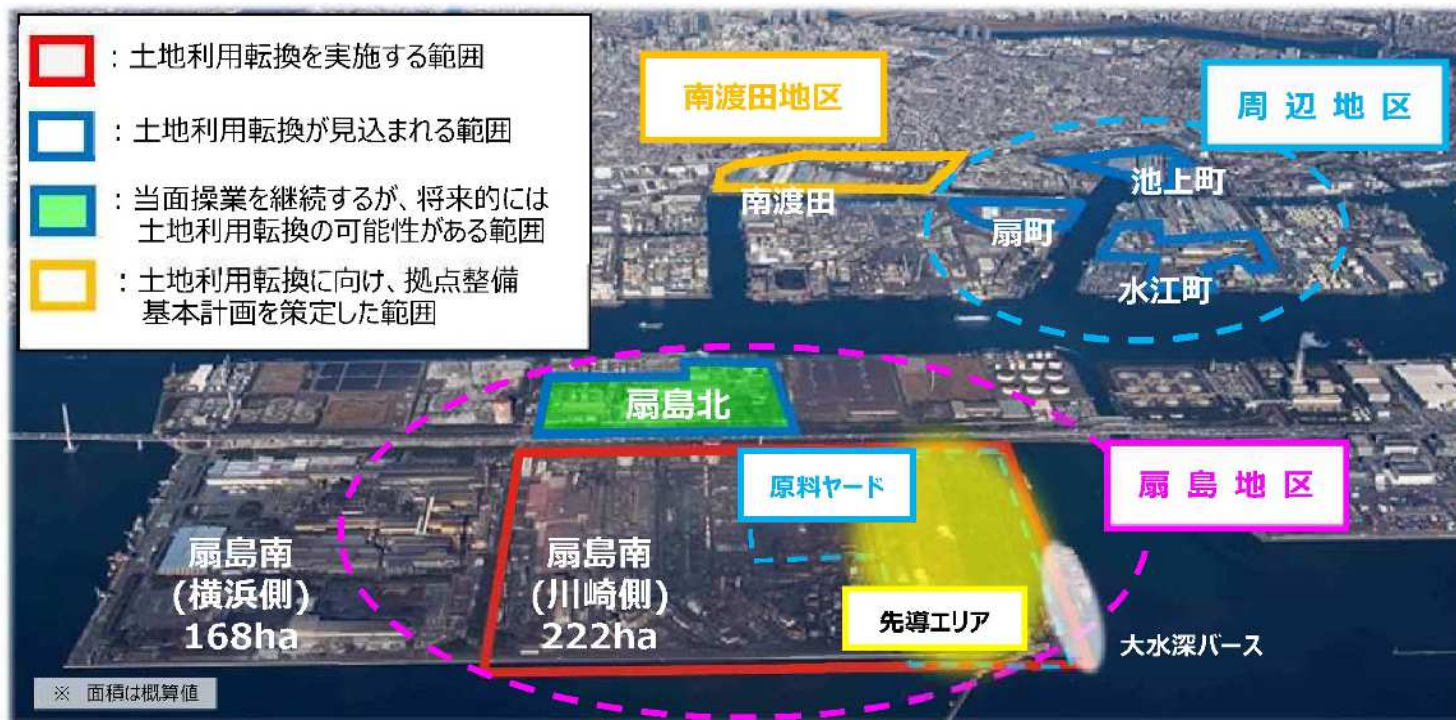 ：土地利用転換を実施する範囲
：土地利用転換が見込まれる範囲
：当面操業を継続するが、将来的には
土地利用転換の可能性がある範囲
：土地利用転換に向け、拠点整備
基本計画を策定した範囲
南渡田地区
周辺地区
南渡田
池上町
扇町
水江町
扇島北
原料ヤード
扇島地区
扇島南
(横浜側)
168ha
扇島南
(川崎側)
222ha
先導エリア
大水深バース
※ 面積は概算値